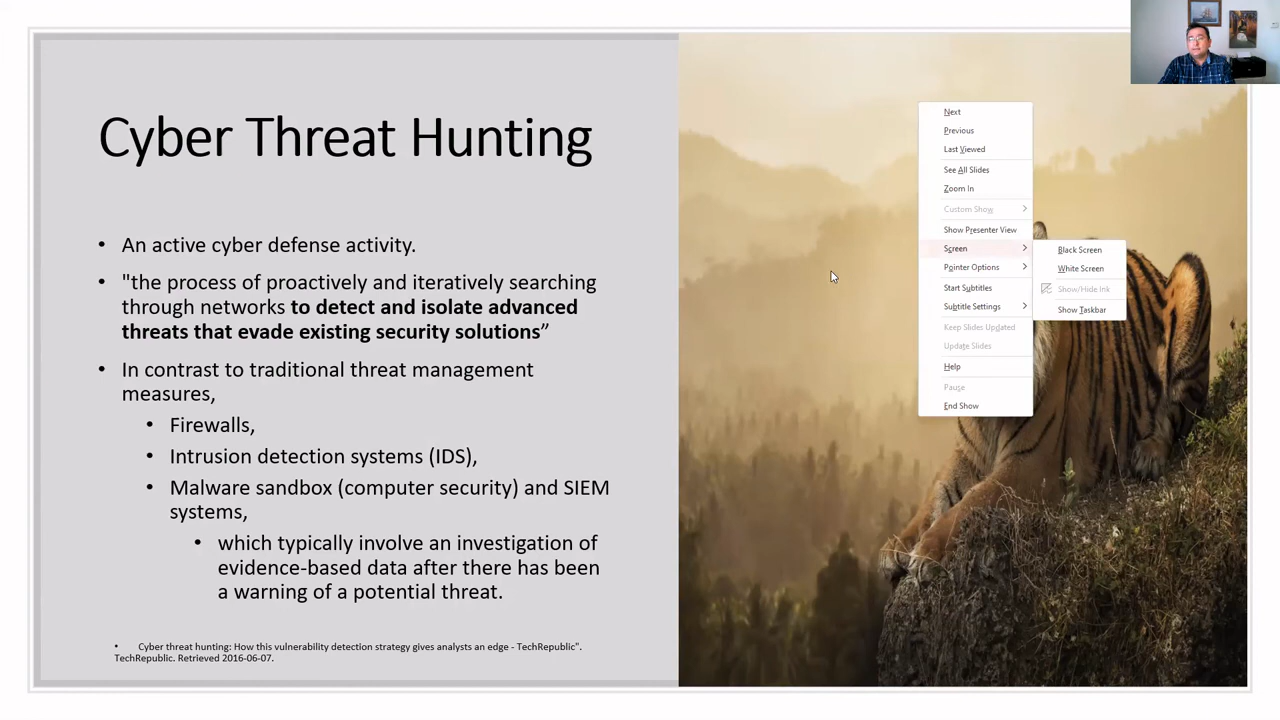 Cyber Threat Hunting
• An active cyber defense activity.
• "the process of proactively and iteratively searching
through networks to detect and isolate advanced
threats that evade existing security solutions”
• In contrast to traditional threat management
measures,
• Firewalls,
• Intrusion detection systems (IDS),
• Malware sandbox (computer security) and SIEM
systems,
• which typically involve an investigation of
evidence-based data after there has been
a warning of a potential threat.
• Cyber threat hunting: How this vulnerability detection strategy gives analysts an edge - TechRepublic".
TechRepublic. Retrieved 2016-06-07.
Next
Previous
Last Viewed
See All Slides
Zoom In
Custom Show
Show Presenter View
Screen
Pointer Options
Start Subtitles
Subtitle Settings
Keep Slides Updated
Update Slides
Help
Pause
End Show
Black Screen
White Screen
Show/Hide Ink
Show Taskbar